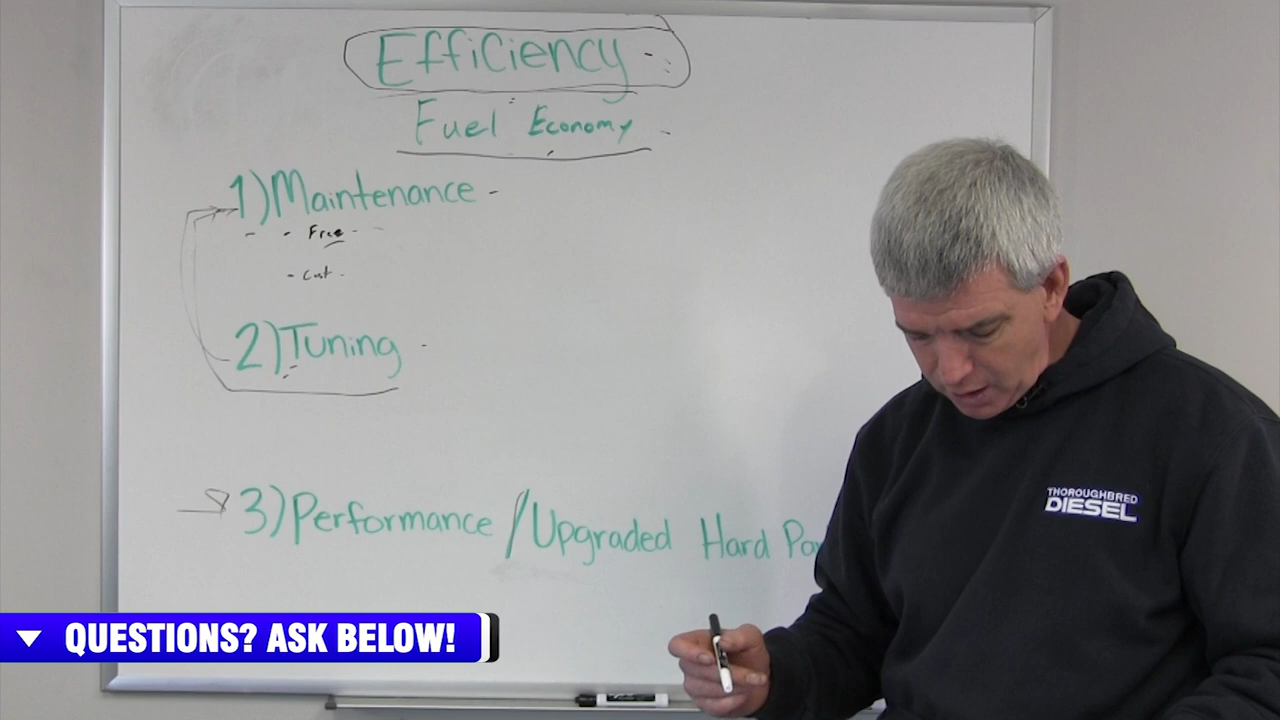 Efficiency
Fuel Economy
1) Maintenance -
- Free -
- Cost -
2) Tuning -
3) Performance / Upgraded Hard
THOROUGHBRED
DIESEL
QUESTIONS? ASK BELOW!